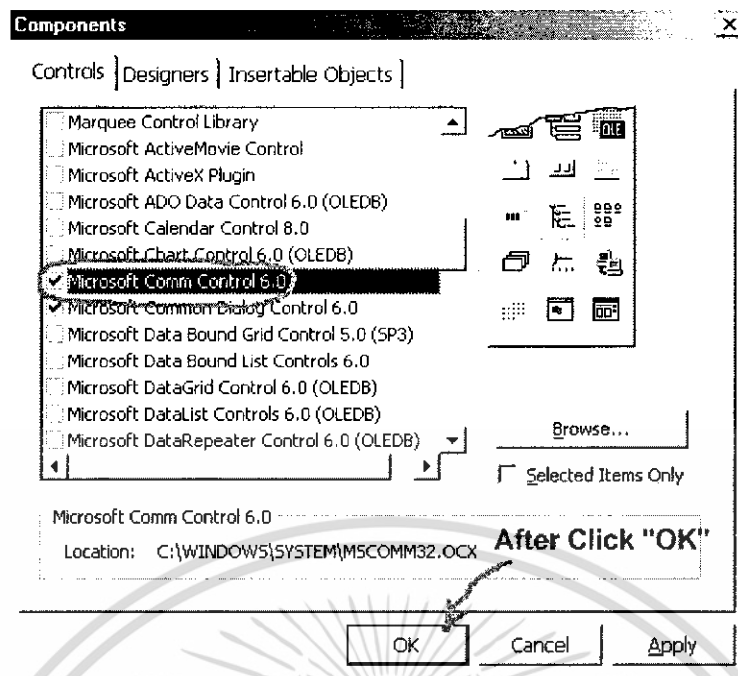 Components
Controls Designers Insertable Objects
Marquee Control Library
Microsoft ActiveMovie Control
Microsoft ActiveX Plugin
Microsoft ADO Data Control 6.0 (OLEDB)
Microsoft Calendar Control 8.0
Microsoft Chart Control 6.0 (OLEDB)
Microsoft Comm Control 6.0
Microsoft Common Dialog Control 6.0
Microsoft Data Bound Grid Control 5.0 (SP3)
Microsoft Data Bound List Controls 6.0
Microsoft DataGrid Control 6.0 (OLEDB)
Microsoft DataList Controls 6.0 (OLEDB)
Microsoft DataRepeater Control 6.0 (OLEDB)
OLE
Browse...
Selected Items Only
Microsoft Comm Control 6.0
Location: C:\WINDOWS\SYSTEM\MSCOMM32.OCX
After Click "OK"
OK Cancel Apply